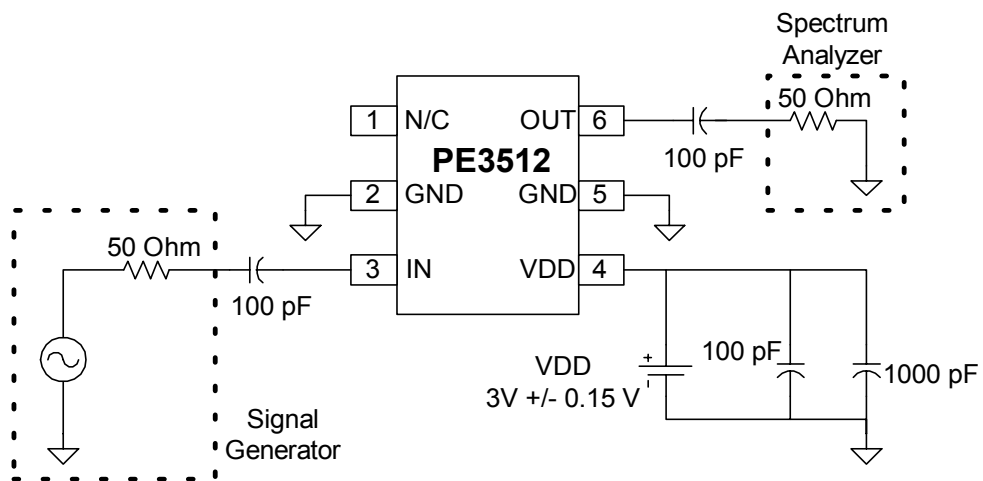 Spectrum
Analyzer
50 Ohm
1 N/C OUT 6
PE3512
100 pF
2 GND GND 5
50 Ohm
3 IN VDD 4
100 pF
VDD
3V +/- 0.15 V
+
-
100 pF
1000 pF
Signal
Generator